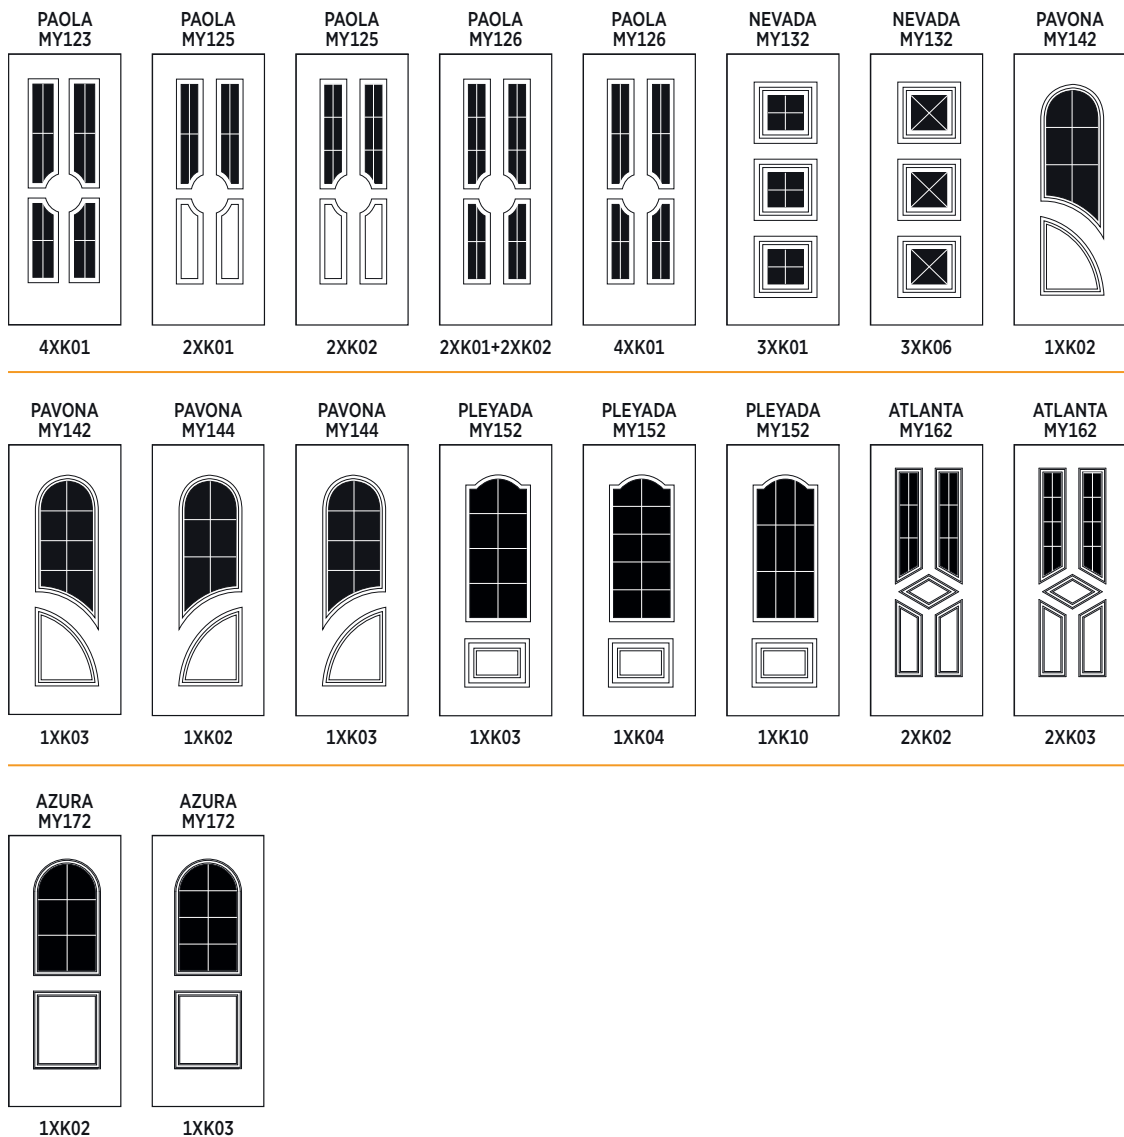 PAOLA
MY123
PAOLA
MY125
PAOLA
MY125
PAOLA
MY126
PAOLA
MY126
NEVADA
MY132
NEVADA
MY132
PAVONA
MY142
4XK01
2XK01
2XK02
2XK01+2XK02
4XK01
3XK01
3XK06
1XK02
PAVONA
MY142
PAVONA
MY144
PAVONA
MY144
PLEYADA
MY152
PLEYADA
MY152
PLEYADA
MY152
ATLANTA
MY162
ATLANTA
MY162
1XK03
1XK02
1XK03
1XK03
1XK04
1XK10
2XK02
2XK03
AZURA
MY172
AZURA
MY172
1XK02
1XK03